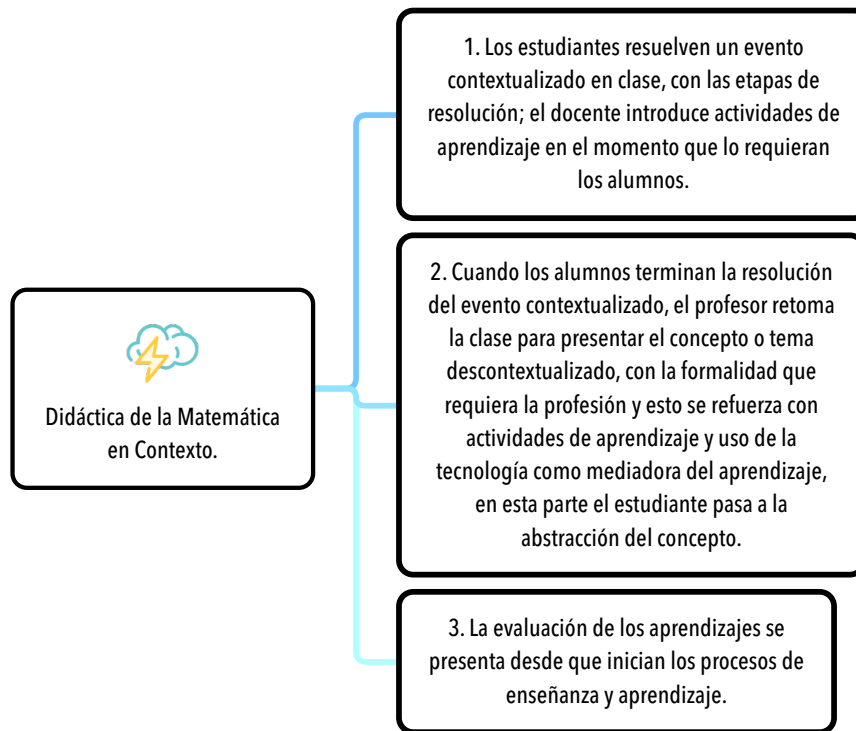 Didáctica de la Matemática
en Contexto.
1. Los estudiantes resuelven un evento
contextualizado en clase, con las etapas de
resolución; el docente introduce actividades de
aprendizaje en el momento que lo requieran
los alumnos.
2. Cuando los alumnos terminan la resolución
del evento contextualizado, el profesor retoma
la clase para presentar el concepto o tema
descontextualizado, con la formalidad que
requiera la profesión y esto se refuerza con
actividades de aprendizaje y uso de la
tecnología como mediadora del aprendizaje,
en esta parte el estudiante pasa a la
abstracción del concepto.
3. La evaluación de los aprendizajes se
presenta desde que inician los procesos de
enseñanza y aprendizaje.